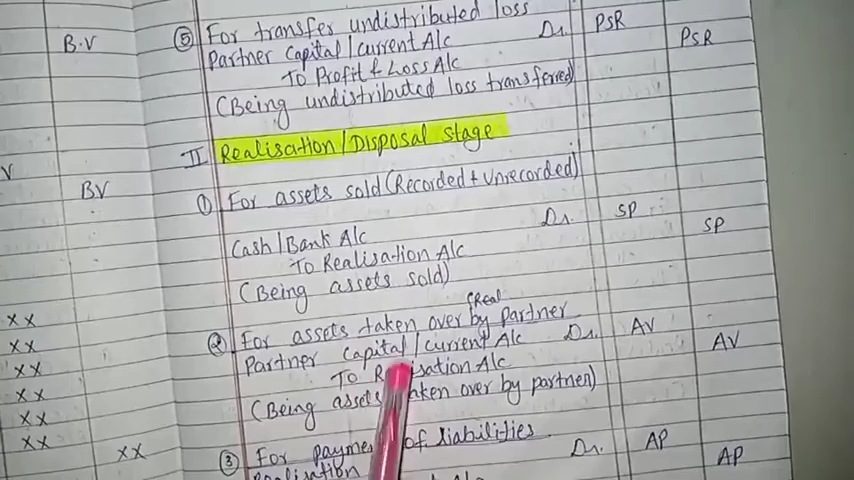 B.V
⑤ For transfer undistributed loss
Partner Capital/Current A/c Dr. PSR
To Profit & Loss A/c PSR
(Being undistributed loss transferred)
II Realisation/Disposal stage
V
BV
① For assets sold (Recorded + Unrecorded)
Cash/Bank A/c Dr. SP
To Realisation A/c SP
(Being assets sold)
(Real
② For assets taken over by partner
Partner Capital/Current A/c Dr. AV
To Re isation A/c AV
(Being assets taken over by partner)
xx
xx
xx
xx
xx
xx
xx
③ For payme of liabilities
Realisation Dr. AP
A/c AP